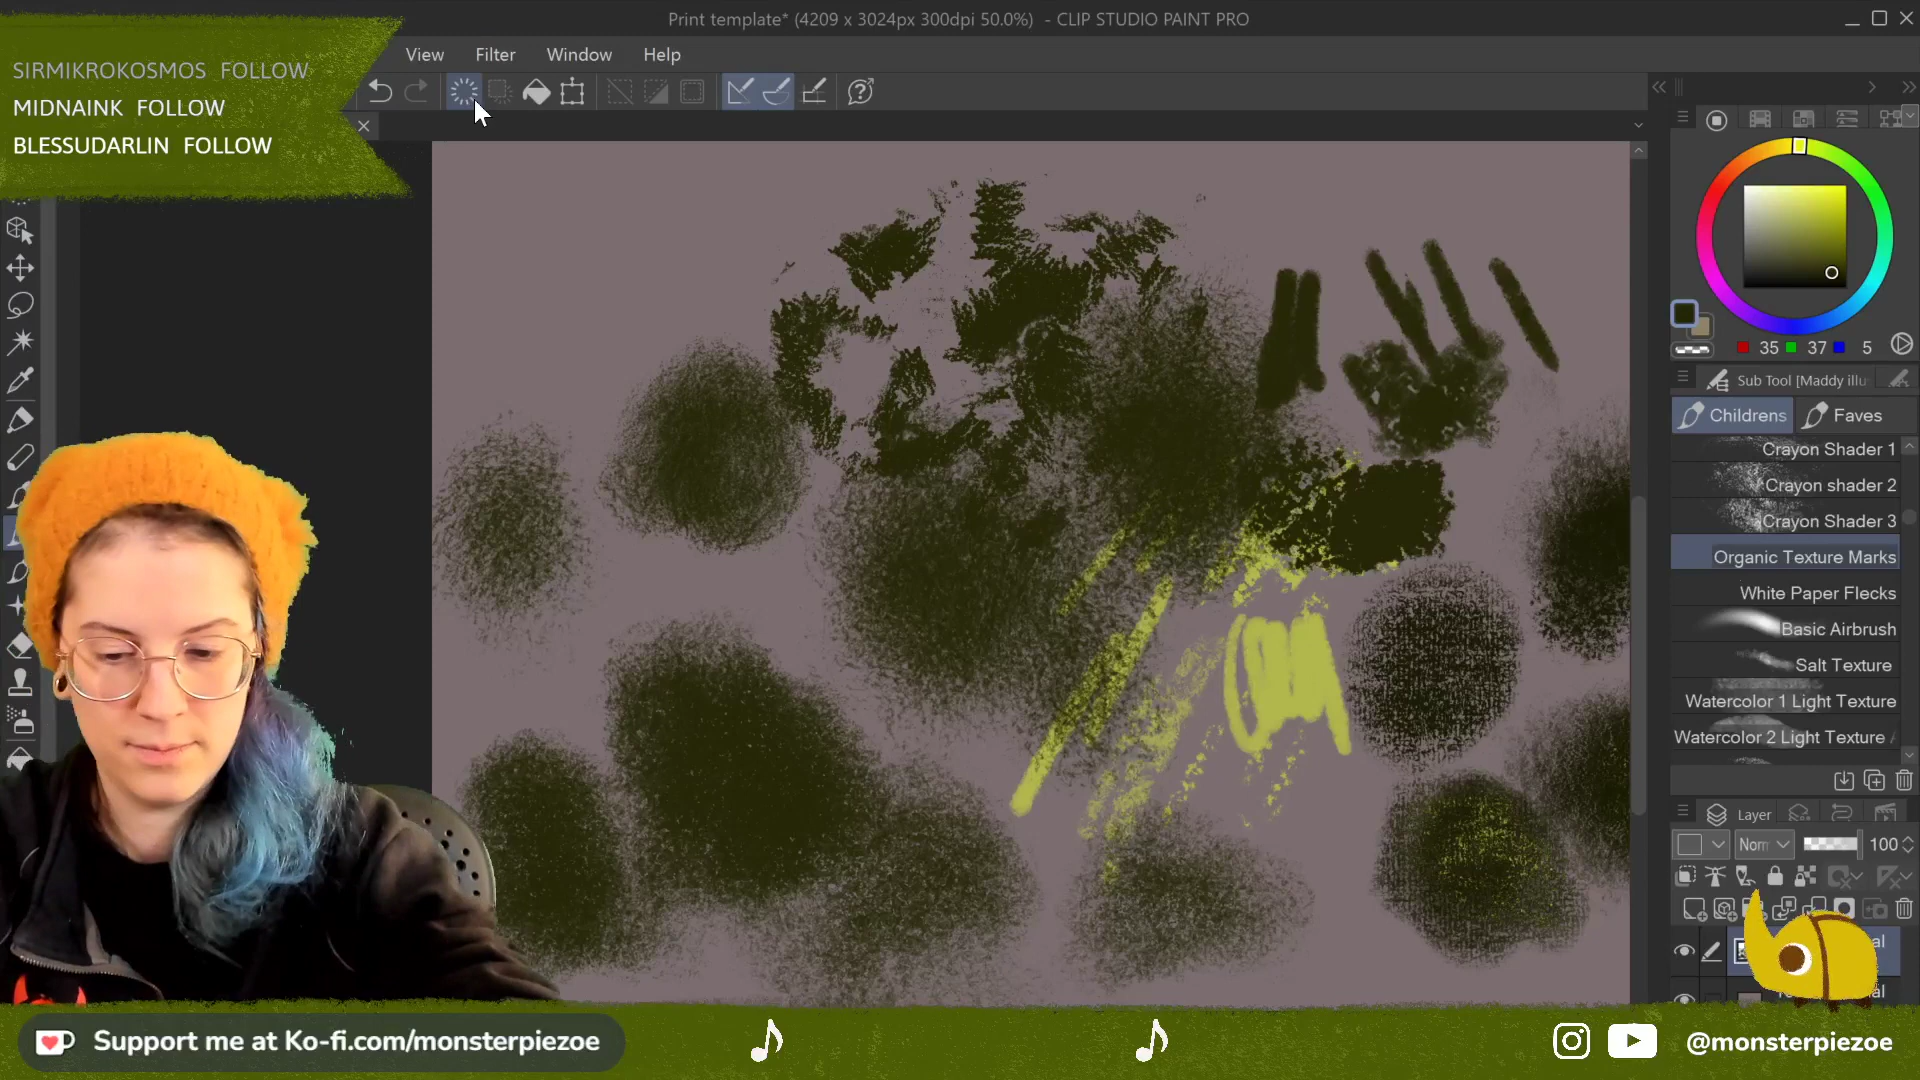 Print template* (4209 x 3024px 300dpi 50.0%) - CLIP STUDIO PAINT PRO
View Filter Window Help
SIRMIKROKOSMOS FOLLOW
MIDNAINK FOLLOW
BLESSUDARLIN FOLLOW
35 37 5
Sub Tool [Maddy illu
Childrens Faves
Crayon Shader 1
Crayon shader 2
Crayon Shader 3
Organic Texture Marks
White Paper Flecks
Basic Airbrush
Salt Texture
Watercolor 1 Light Texture
Watercolor 2 Light Texture
Layer
Norn 100
al
al
Support me at Ko-fi.com/monsterpiezoe
@monsterpiezoe